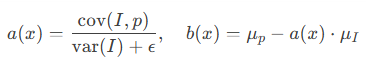 a(x) = cov(I, p) / (var(I) + ϵ), b(x) = μ_p − a(x) · μ_I